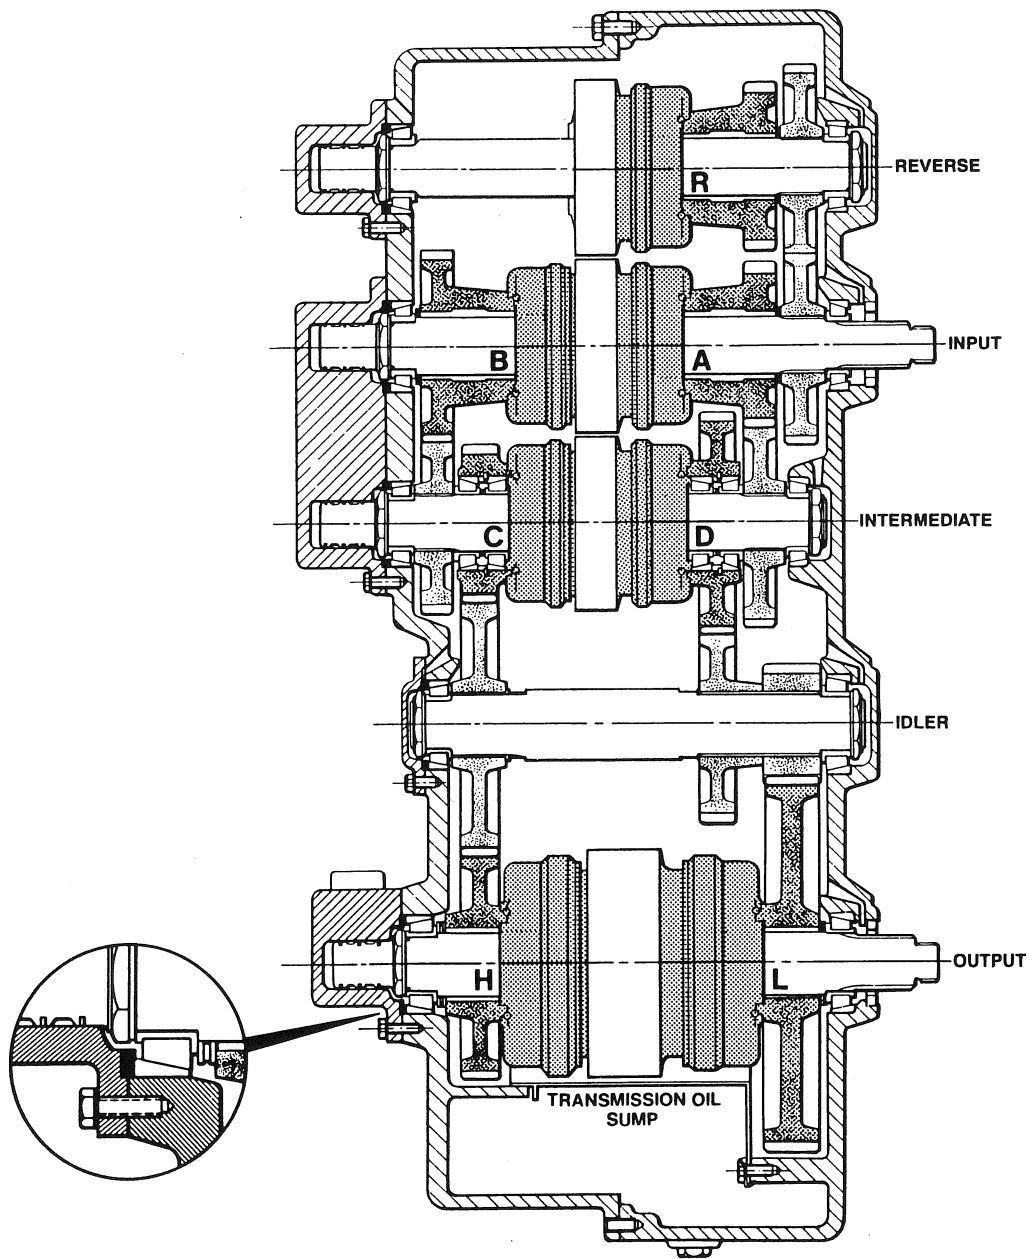 R
REVERSE
B
A
INPUT
C
D
INTERMEDIATE
IDLER
H
L
OUTPUT
TRANSMISSION OIL
SUMP